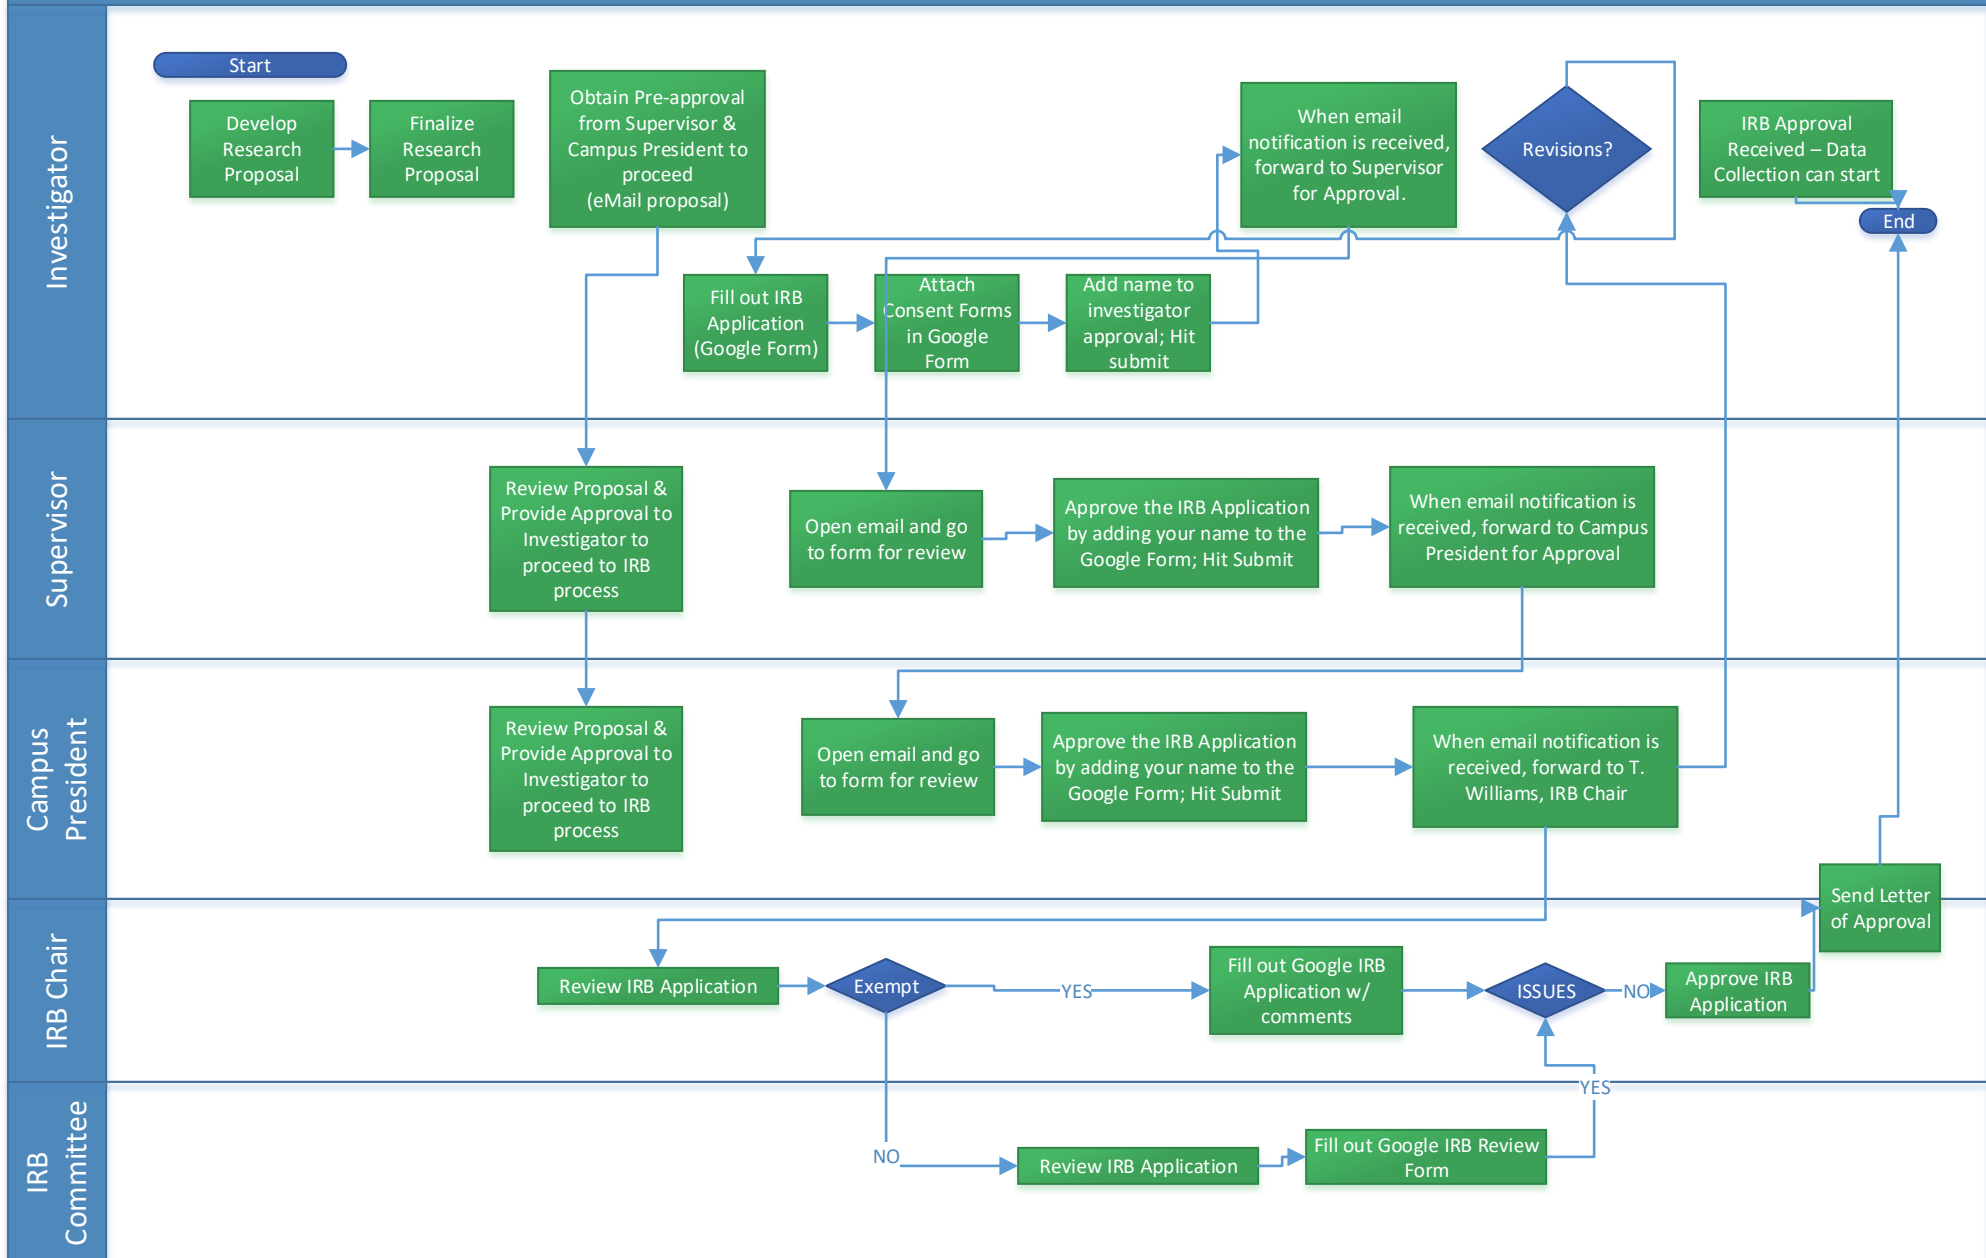 Investigator
Start
Develop
Research
Proposal
Finalize
Research
Proposal
Obtain Pre-approval
from Supervisor &
Campus President to
proceed
(eMail proposal)
When email
notification is received,
forward to Supervisor
for Approval.
Revisions?
IRB Approval
Received – Data
Collection can start
End
Fill out IRB
Application
(Google Form)
Attach
Consent Forms
in Google
Form
Add name to
investigator
approval; Hit
submit
Supervisor
Review Proposal &
Provide Approval to
Investigator to
proceed to IRB
process
Open email and go
to form for review
Approve the IRB Application
by adding your name to the
Google Form; Hit Submit
When email notification is
received, forward to Campus
President for Approval
Campus
President
Review Proposal &
Provide Approval to
Investigator to
proceed to IRB
process
Open email and go
to form for review
Approve the IRB Application
by adding your name to the
Google Form; Hit Submit
When email notification is
received, forward to T.
Williams, IRB Chair
Send Letter
of Approval
IRB Chair
Review IRB Application
Exempt
YES
Fill out Google IRB
Application w/
comments
ISSUES
NO
Approve IRB
Application
IRB
Committee
NO
Review IRB Application
Fill out Google IRB Review
Form
YES